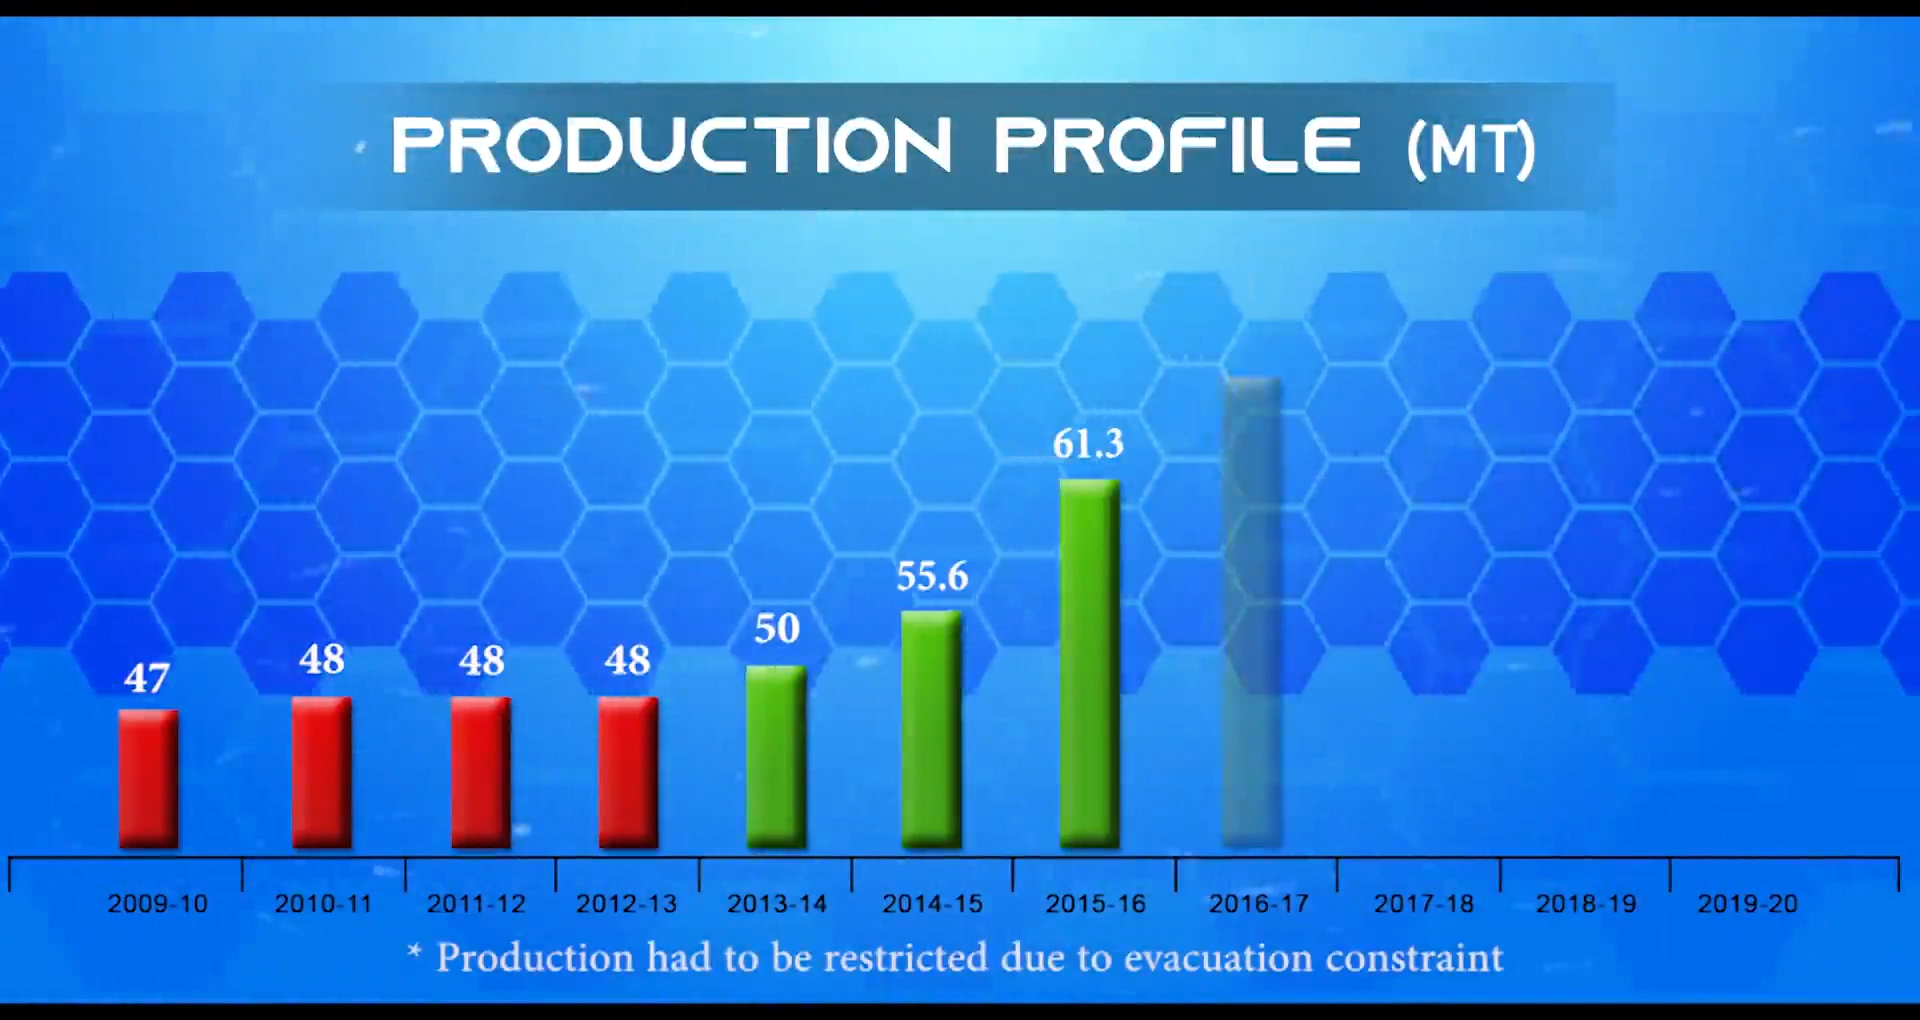 PRODUCTION PROFILE (MT)
61.3
55.6
50
48
48
48
47
2009-10 2010-11 2011-12 2012-13 2013-14 2014-15 2015-16 2016-17 2017-18 2018-19 2019-20
* Production had to be restricted due to evacuation constraint